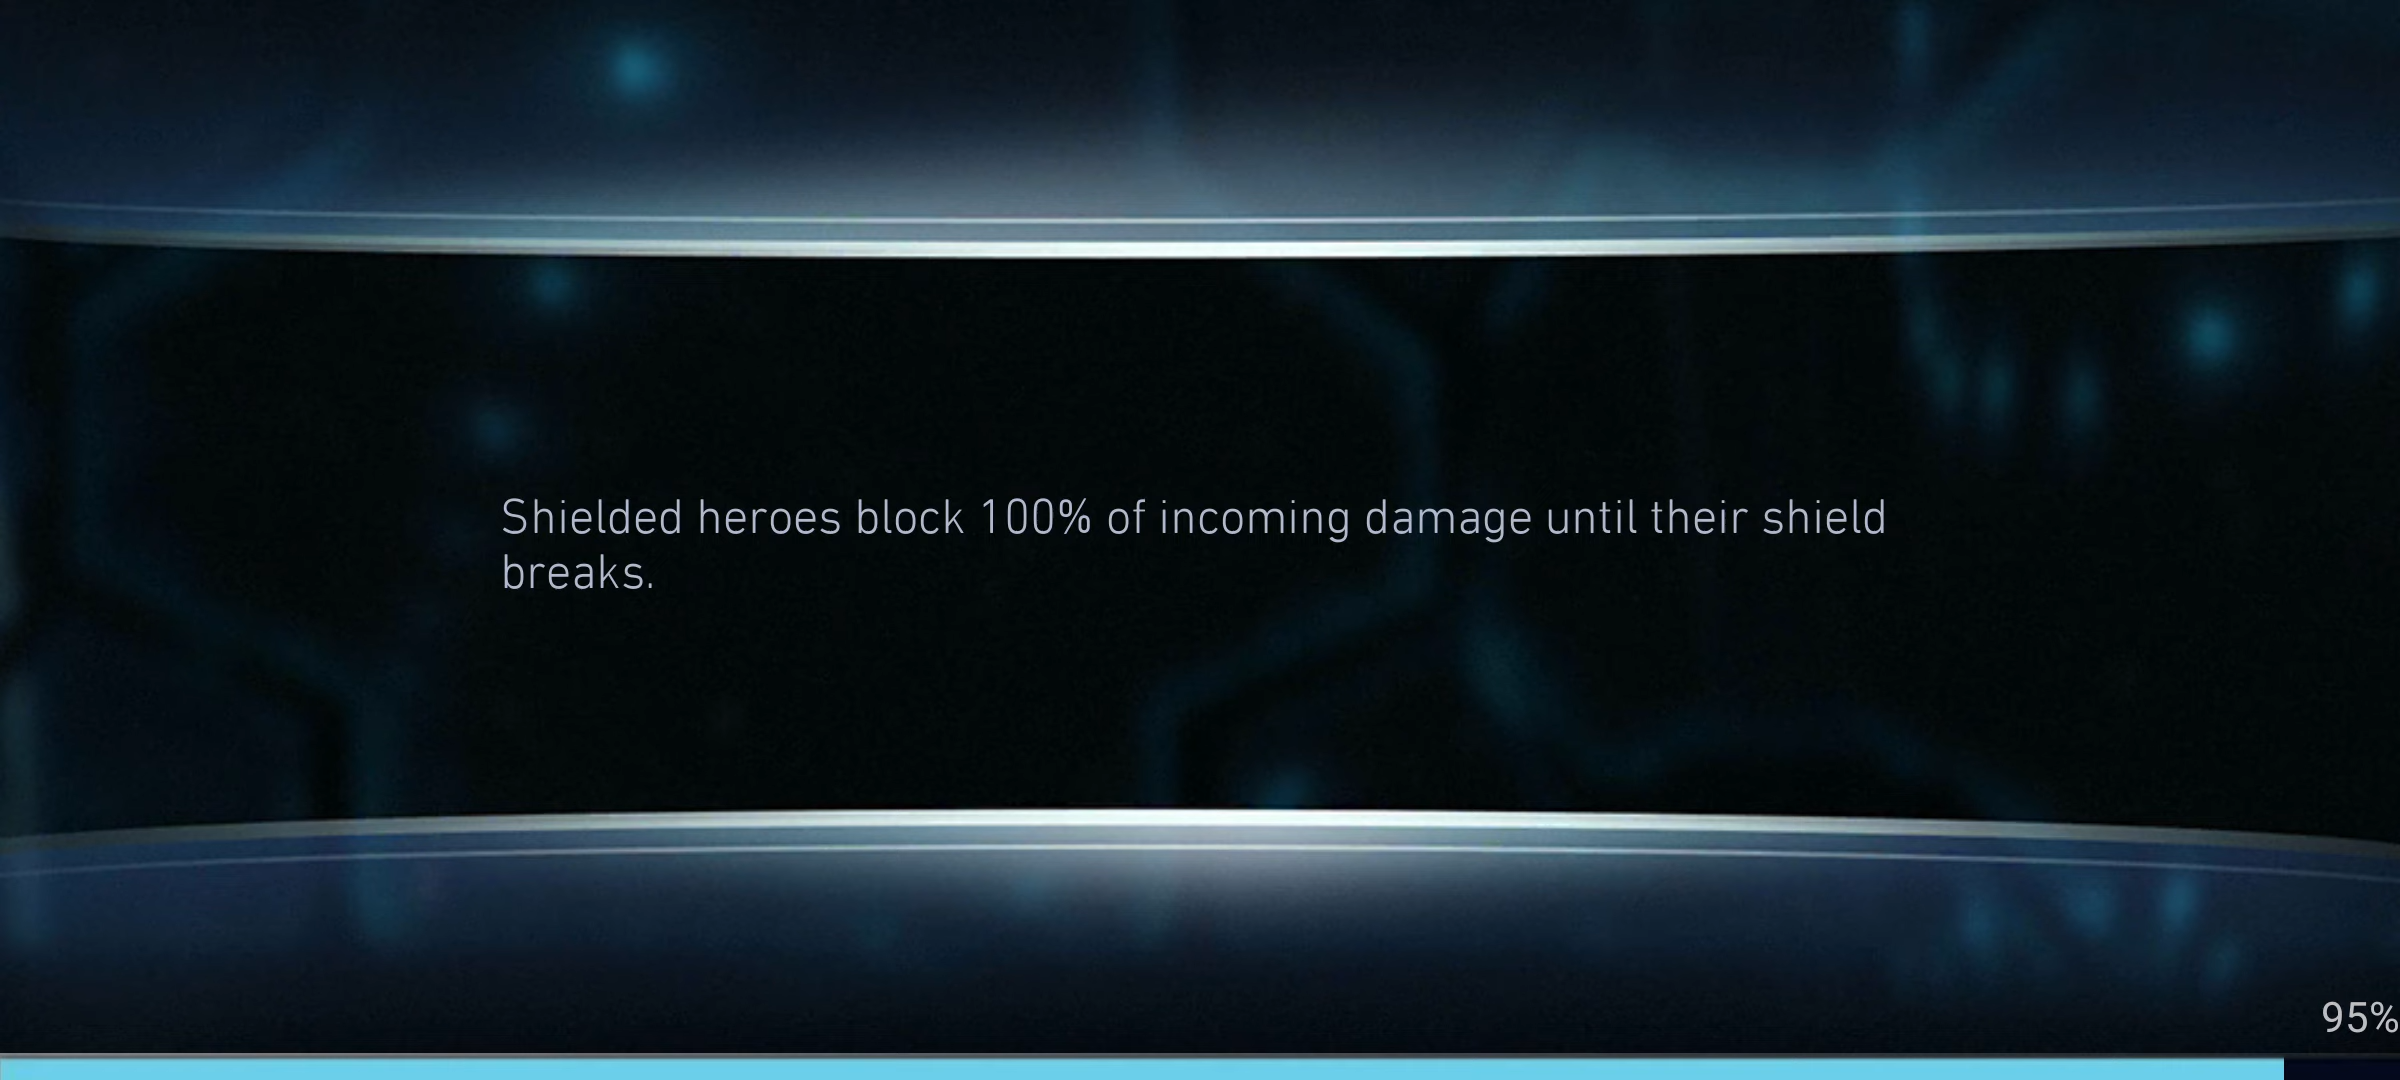 Shielded heroes block 100% of incoming damage until their shield
breaks.
95%